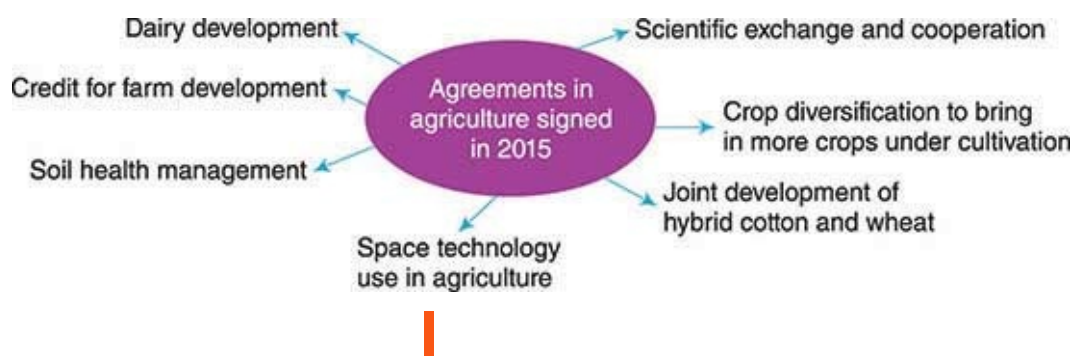 Dairy development
Scientific exchange and cooperation
Credit for farm development
Agreements in
agriculture signed
in 2015
Crop diversification to bring
in more crops under cultivation
Soil health management
Joint development of
hybrid cotton and wheat
Space technology
use in agriculture